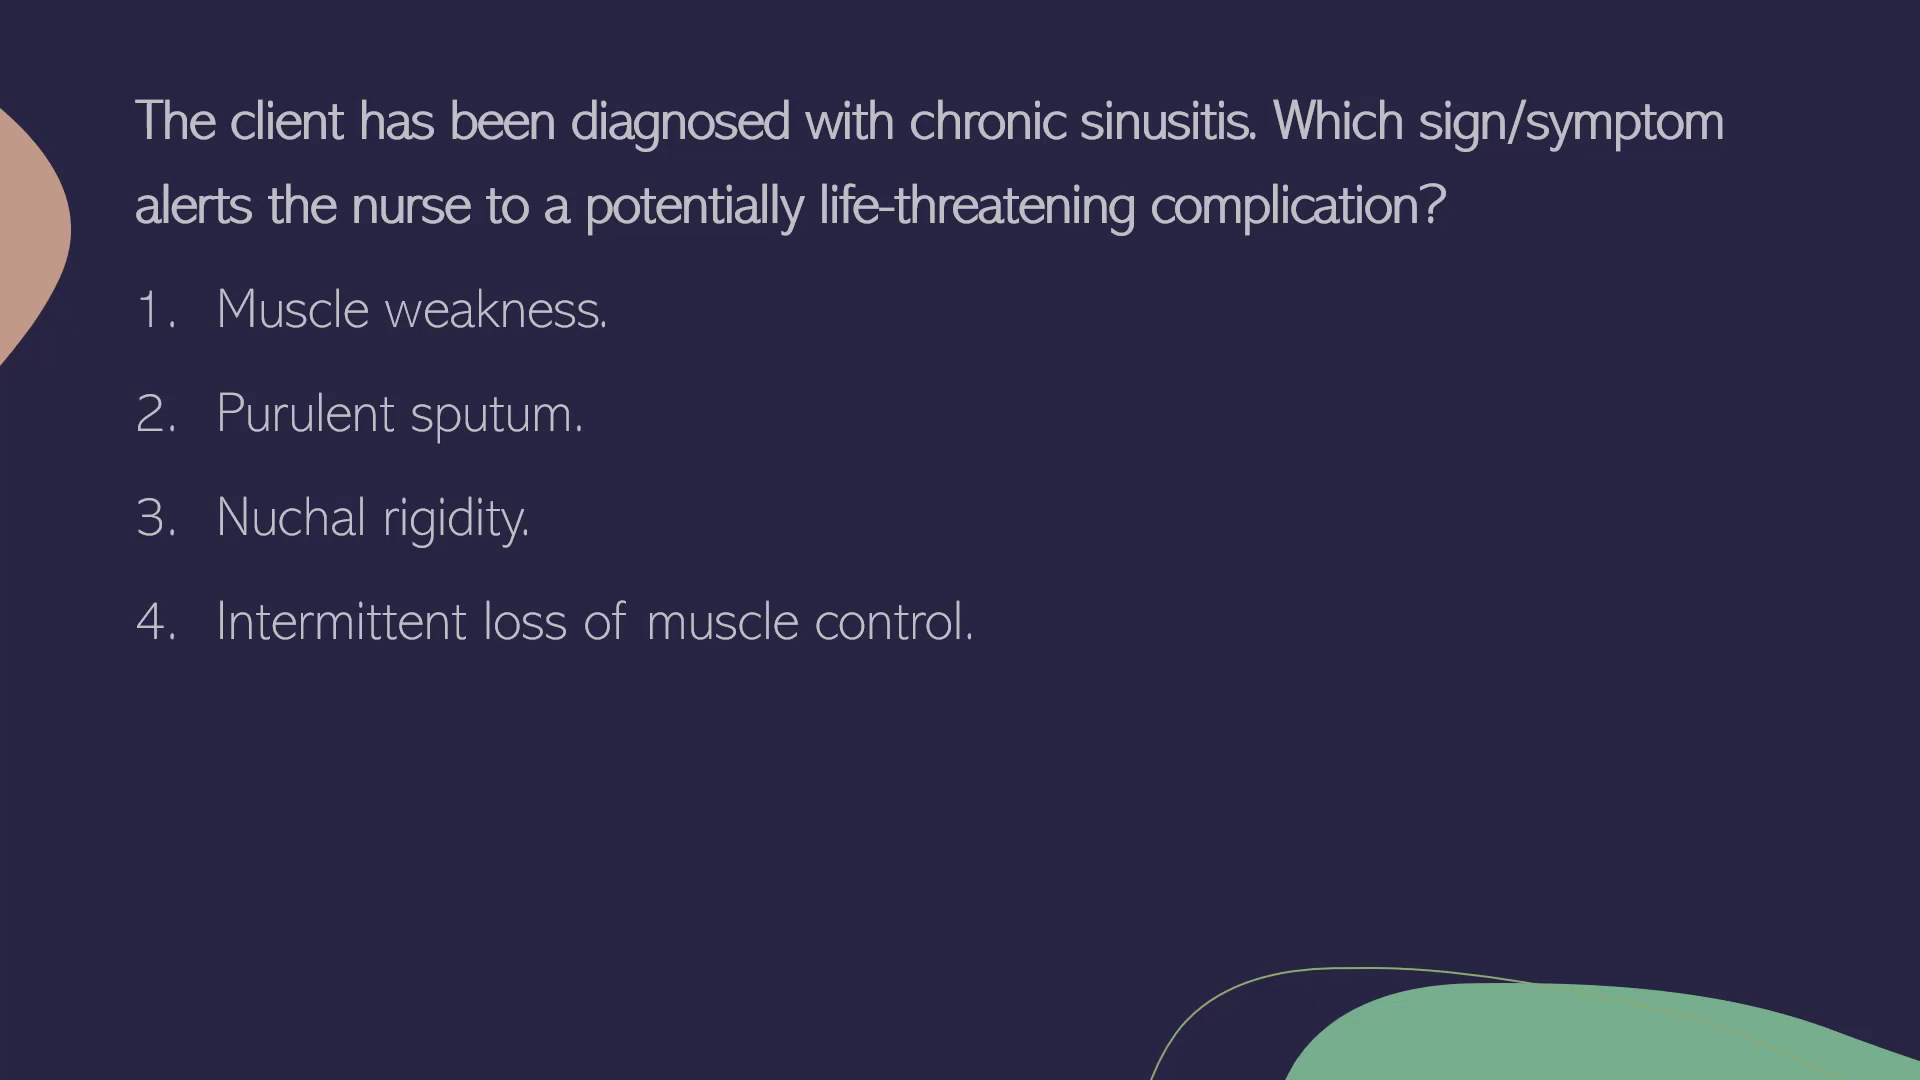 The client has been diagnosed with chronic sinusitis. Which sign/symptom
alerts the nurse to a potentially life-threatening complication?
1. Muscle weakness.
2. Purulent sputum.
3. Nuchal rigidity.
4. Intermittent loss of muscle control.